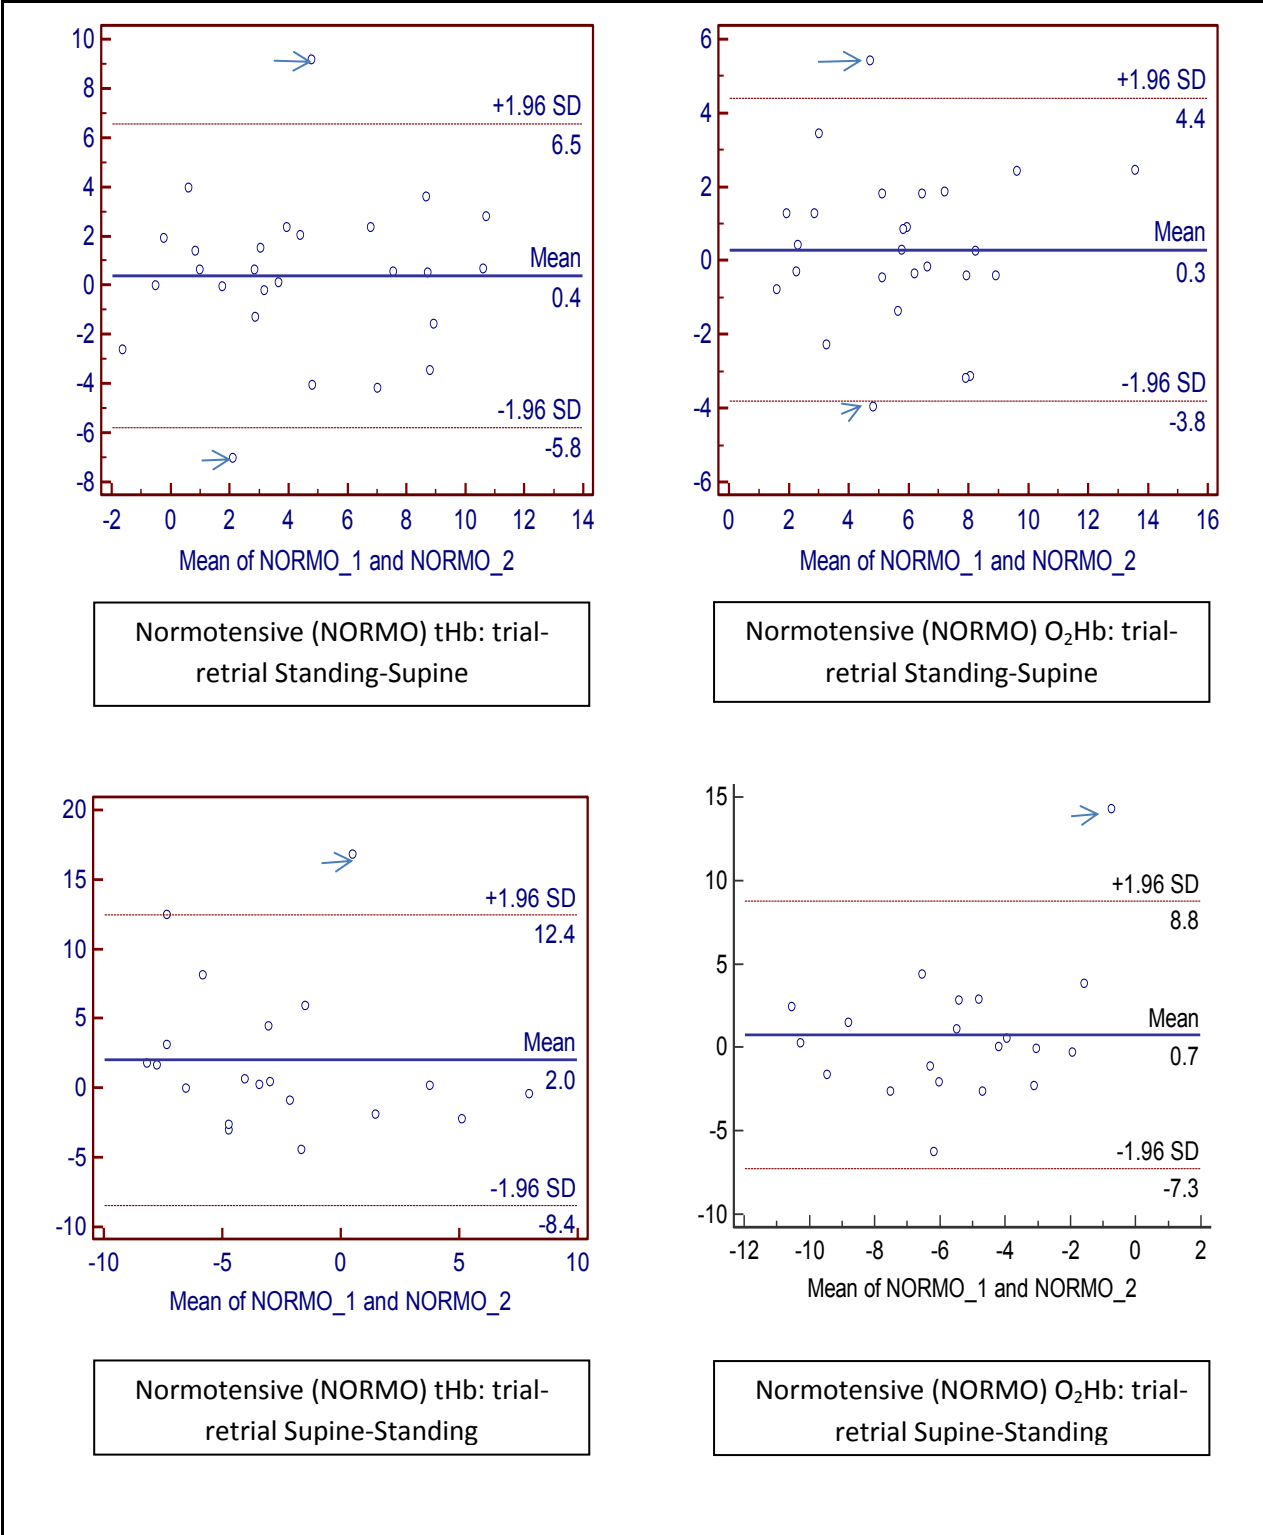 10
8
6
4
2
0
-2
-4
-6
-8
+1.96 SD
6.5
Mean
0.4
-1.96 SD
-5.8
-2 0 2 4 6 8 10 12 14
Mean of NORMO_1 and NORMO_2
Normotensive (NORMO) tHb: trial-
retrial Standing-Supine
6
4
2
0
-2
-4
-6
+1.96 SD
4.4
Mean
0.3
-1.96 SD
-3.8
0 2 4 6 8 10 12 14 16
Mean of NORMO_1 and NORMO_2
Normotensive (NORMO) O₂Hb: trial-
retrial Standing-Supine
20
15
10
5
0
-5
-10
+1.96 SD
12.4
Mean
2.0
-1.96 SD
-8.4
-10 -5 0 5 10
Mean of NORMO_1 and NORMO_2
Normotensive (NORMO) tHb: trial-
retrial Supine-Standing
15
10
5
0
-5
-10
+1.96 SD
8.8
Mean
0.7
-1.96 SD
-7.3
-12 -10 -8 -6 -4 -2 0 2
Mean of NORMO_1 and NORMO_2
Normotensive (NORMO) O₂Hb: trial-
retrial Supine-Standing